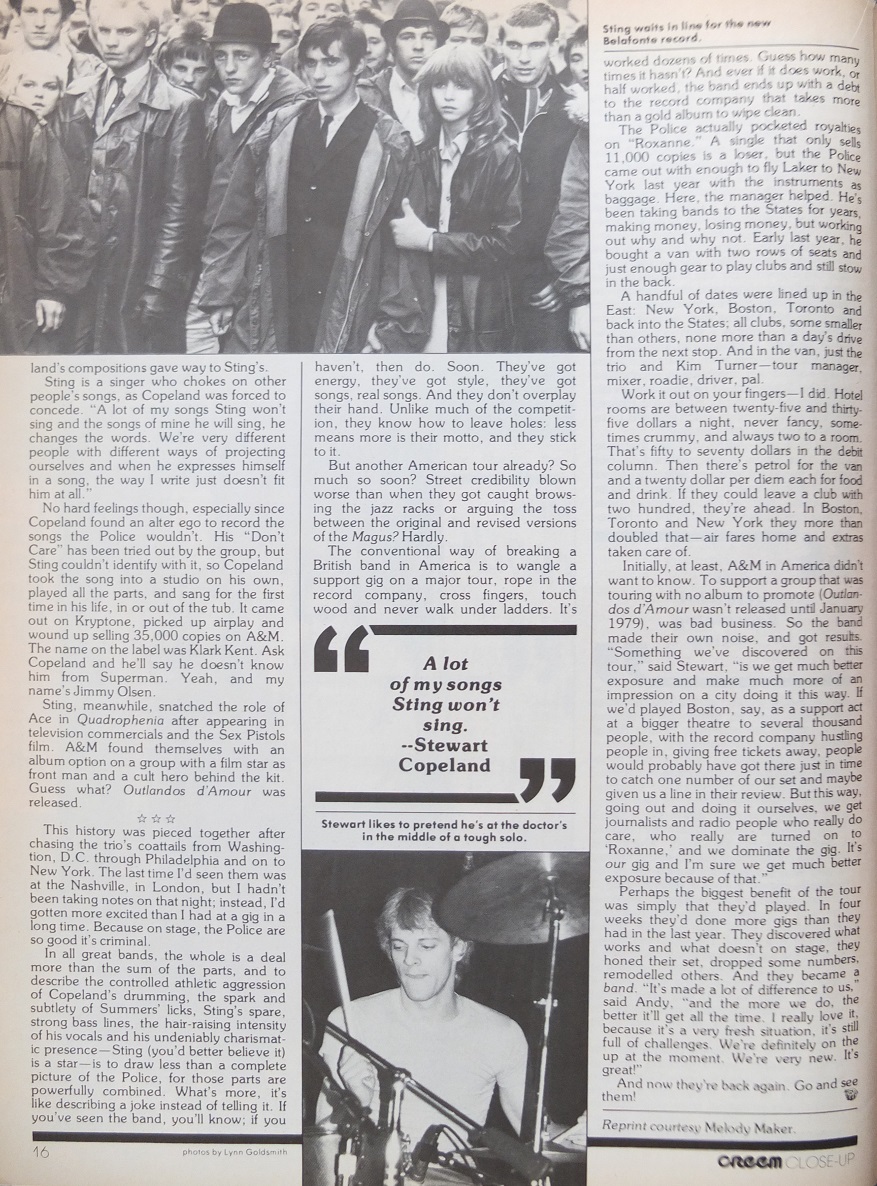 land's compositions gave way to Sting's.
Sting is a singer who chokes on other
people's songs, as Copeland was forced to
concede. "A lot of my songs Sting won't
sing and the songs of mine he will sing, he
changes the words. We're very different
people with different ways of projecting
ourselves and when he expresses himself
in a song, the way I write just doesn't fit
him at all."
No hard feelings though, especially since
Copeland found an alter ego to record the
songs the Police wouldn't. His "Don't
Care" has been tried out by the group, but
Sting couldn't identify with it, so Copeland
took the song into a studio on his own,
played all the parts, and sang for the first
time in his life, in or out of the tub. It came
out on Kryptone, picked up airplay and
wound up selling 35,000 copies on A&M.
The name on the label was Klark Kent. Ask
Copeland and he'll say he doesn't know
him from Superman. Yeah, and my
name's Jimmy Olsen.
Sting, meanwhile, snatched the role of
Ace in Quadrophenia after appearing in
television commercials and the Sex Pistols
film. A&M found themselves with an
album option on a group with a film star as
front man and a cult hero behind the kit.
Guess what? Outlandos d'Amour was
released.
☆ ☆ ☆
This history was pieced together after
chasing the trio's coattails from Washing-
ton, D.C. through Philadelphia and on to
New York. The last time I'd seen them was
at the Nashville, in London, but I hadn't
been taking notes on that night; instead, I'd
gotten more excited than I had at a gig in a
long time. Because on stage, the Police are
so good it's criminal.
In all great bands, the whole is a deal
more than the sum of the parts, and to
describe the controlled athletic aggression
of Copeland's drumming, the spark and
subtlety of Summers' licks, Sting's spare,
strong bass lines, the hair-raising intensity
of his vocals and his undeniably charismat-
ic presence—Sting (you'd better believe it)
is a star—is to draw less than a complete
picture of the Police, for those parts are
powerfully combined. What's more, it's
like describing a joke instead of telling it. If
you've seen the band, you'll know; if you
haven't, then do. Soon. They've got
energy, they've got style, they've got
songs, real songs. And they don't overplay
their hand. Unlike much of the competit-
ion, they know how to leave holes: less
means more is their motto, and they stick
to it.
But another American tour already? So
much so soon? Street credibility blown
worse than when they got caught brows-
ing the jazz racks or arguing the toss
between the original and revised versions
of the Magus? Hardly.
The conventional way of breaking a
British band in America is to wangle a
support gig on a major tour, rope in the
record company, cross fingers, touch
wood and never walk under ladders. It's
“
A lot
of my songs
Sting won't
sing.
--Stewart
Copeland
”
Stewart likes to pretend he's at the doctor's
in the middle of a tough solo.
Sting waits in line for the new
Belafonte record.
worked dozens of times. Guess how many
times it hasn't? And ever if it does work, or
half worked, the band ends up with a debt
to the record company that takes more
than a gold album to wipe clean.
The Police actually pocketed royalties
on "Roxanne." A single that only sells
11,000 copies is a loser, but the Police
came out with enough to fly Laker to New
York last year with the instruments as
baggage. Here, the manager helped. He's
been taking bands to the States for years,
making money, losing money, but working
out why and why not. Early last year, he
bought a van with two rows of seats and
just enough gear to play clubs and still stow
in the back.
A handful of dates were lined up in the
East: New York, Boston, Toronto and
back into the States; all clubs, some smaller
than others, none more than a day's drive
from the next stop. And in the van, just the
trio and Kim Turner—tour manager,
mixer, roadie, driver, pal.
Work it out on your fingers—I did. Hotel
rooms are between twenty-five and thirty-
five dollars a night, never fancy, some-
times crummy, and always two to a room.
That's fifty to seventy dollars in the debit
column. Then there's petrol for the van
and a twenty dollar per diem each for food
and drink. If they could leave a club with
two hundred, they're ahead. In Boston,
Toronto and New York they more than
doubled that—air fares home and extras
taken care of.
Initially, at least, A&M in America didn't
want to know. To support a group that was
touring with no album to promote (Outlan-
dos d'Amour wasn't released until January
1979), was bad business. So the band
made their own noise, and got results.
"Something we've discovered on this
tour," said Stewart, "is we get much better
exposure and make much more of an
impression on a city doing it this way. If
we'd played Boston, say, as a support act
at a bigger theatre to several thousand
people, with the record company hustling
people in, giving free tickets away, people
would probably have got there just in time
to catch one number of our set and maybe
given us a line in their review. But this way,
going out and doing it ourselves, we get
journalists and radio people who really do
care, who really are turned on to
'Roxanne,' and we dominate the gig. It's
our gig and I'm sure we get much better
exposure because of that."
Perhaps the biggest benefit of the tour
was simply that they'd played. In four
weeks they'd done more gigs than they
had in the last year. They discovered what
works and what doesn't on stage, they
honed their set, dropped some numbers,
remodelled others. And they became a
band. "It's made a lot of difference to us,"
said Andy, "and the more we do, the
better it'll get all the time. I really love it,
because it's a very fresh situation, it's still
full of challenges. We're definitely on the
up at the moment. We're very new. It's
great!"
And now they're back again. Go and see
them!
Reprint courtesy Melody Maker.
16
photos by Lynn Goldsmith
CREEM CLOSE-UP